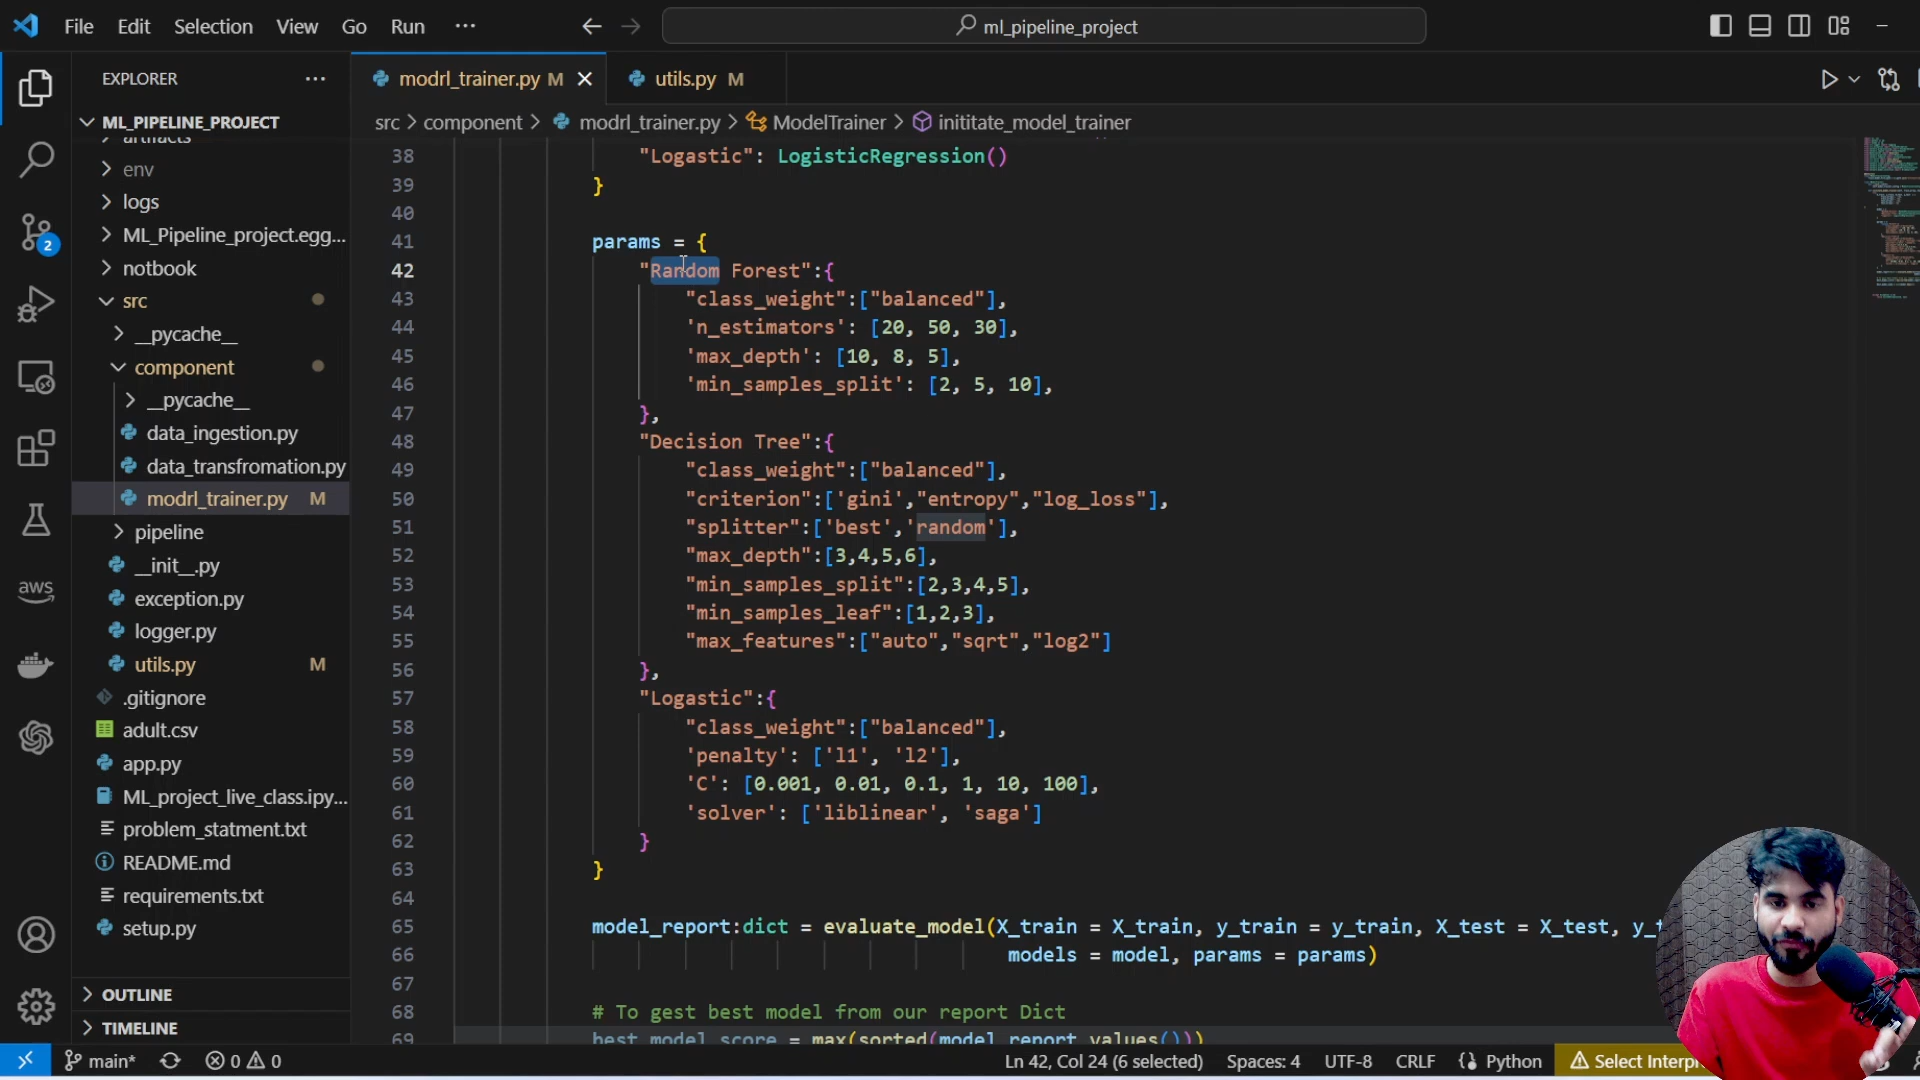 File Edit Selection View Go Run ···
ml_pipeline_project
EXPLORER
modrl_trainer.py M
utils.py M
ML_PIPELINE_PROJECT
src > component > modrl_trainer.py > ModelTrainer > inititate_model_trainer
artifacts
env
logs
ML_Pipeline_project.egg...
notbook
src
__pycache__
component
__pycache__
data_ingestion.py
data_transfromation.py
modrl_trainer.py M
pipeline
__init__.py
exception.py
logger.py
utils.py M
.gitignore
adult.csv
app.py
ML_project_live_class.ipy...
problem_statment.txt
README.md
requirements.txt
setup.py
OUTLINE
TIMELINE
2
aws
38 "Logastic": LogisticRegression()
39 }
40
41 params = {
42 "Random Forest":{
43 "class_weight":["balanced"],
44 'n_estimators': [20, 50, 30],
45 'max_depth': [10, 8, 5],
46 'min_samples_split': [2, 5, 10],
47 },
48 "Decision Tree":{
49 "class_weight":["balanced"],
50 "criterion":['gini',"entropy","log_loss"],
51 "splitter":['best','random'],
52 "max_depth":[3,4,5,6],
53 "min_samples_split":[2,3,4,5],
54 "min_samples_leaf":[1,2,3],
55 "max_features":["auto","sqrt","log2"]
56 },
57 "Logastic":{
58 "class_weight":["balanced"],
59 'penalty': ['l1', 'l2'],
60 'C': [0.001, 0.01, 0.1, 1, 10, 100],
61 'solver': ['liblinear', 'saga']
62 }
63 }
64
65 model_report:dict = evaluate_model(X_train = X_train, y_train = y_train, X_test = X_test, y_t
66 models = model, params = params)
67
68 # To gest best model from our report Dict
69 best_model_score = max(sorted(model_report.values()))
main* 0 0
Ln 42, Col 24 (6 selected) Spaces: 4 UTF-8 CRLF Python Select Interp